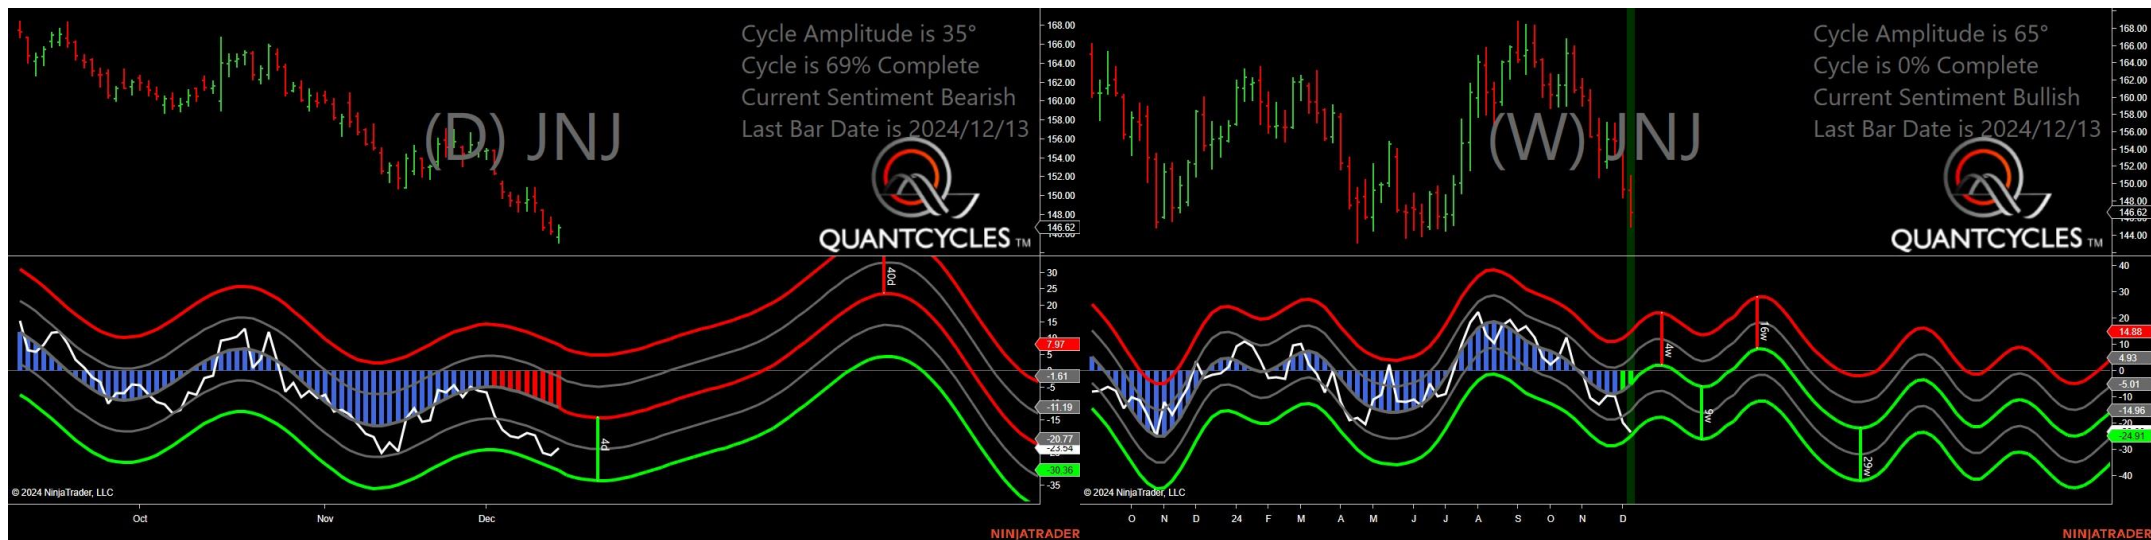 Cycle Amplitude is 35°
Cycle is 69% Complete
Current Sentiment Bearish
Last Bar Date is 2024/12/13
(D) JNJ
QUANTCYCLES TM
168.00
166.00
164.00
162.00
160.00
158.00
156.00
154.00
152.00
150.00
148.00
146.62
40d
4d
30
25
20
15
7.97
5
-1.61
-5
-11.19
-15
-20.77
-23.54
-30.36
-35
© 2024 NinjaTrader, LLC
Oct
Nov
Dec
NINJATRADER
Cycle Amplitude is 65°
Cycle is 0% Complete
Current Sentiment Bullish
Last Bar Date is 2024/12/13
(W) JNJ
QUANTCYCLES TM
168.00
166.00
164.00
162.00
160.00
158.00
156.00
154.00
152.00
150.00
148.00
146.62
144.00
4w
16w
9w
29w
40
30
20
14.88
10
4.93
0
-5.01
-10
-14.96
-24.91
-30
-40
© 2024 NinjaTrader, LLC
O
N
D
24
F
M
A
M
J
J
A
S
O
N
D
NINJATRADER